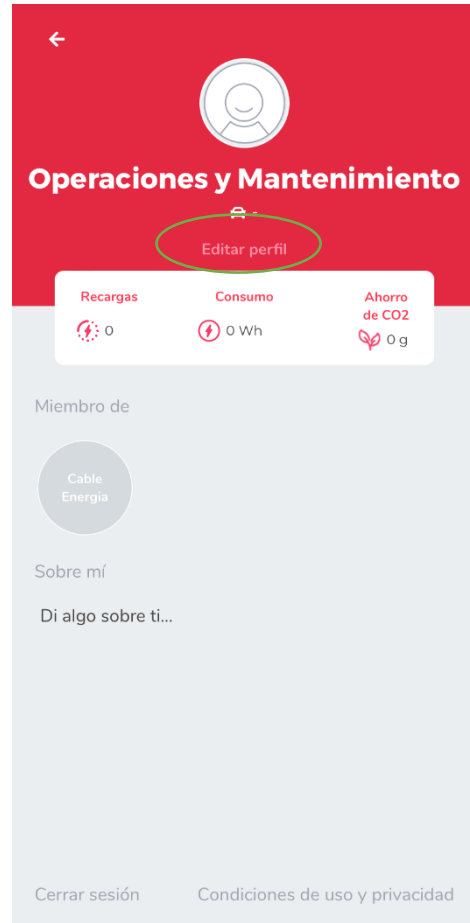 Operaciones y Mantenimiento
-
Editar perfil
Recargas
0
Consumo
0 Wh
Ahorro
de CO2
0 g
Miembro de
Cable
Energia
Sobre mí
Di algo sobre ti...
Cerrar sesión
Condiciones de uso y privacidad